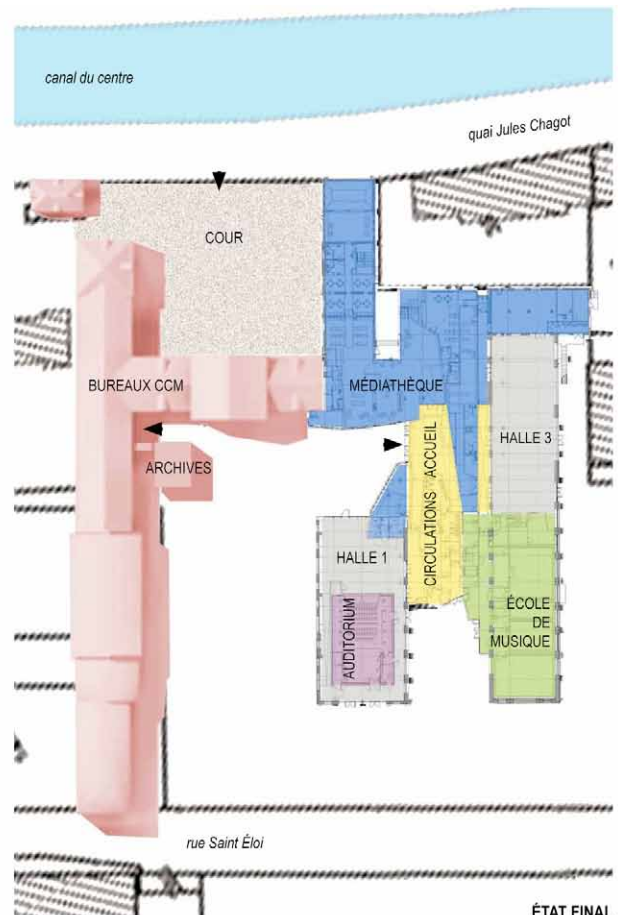 canal du centre
quai Jules Chagot
COUR
BUREAUX CCM
MÉDIATHÈQUE
ARCHIVES
CIRCULATIONS ACCUEIL
HALLE 3
HALLE 1
AUDITORIUM
ÉCOLE
DE
MUSIQUE
rue Saint Éloi
ÉTAT FINAL